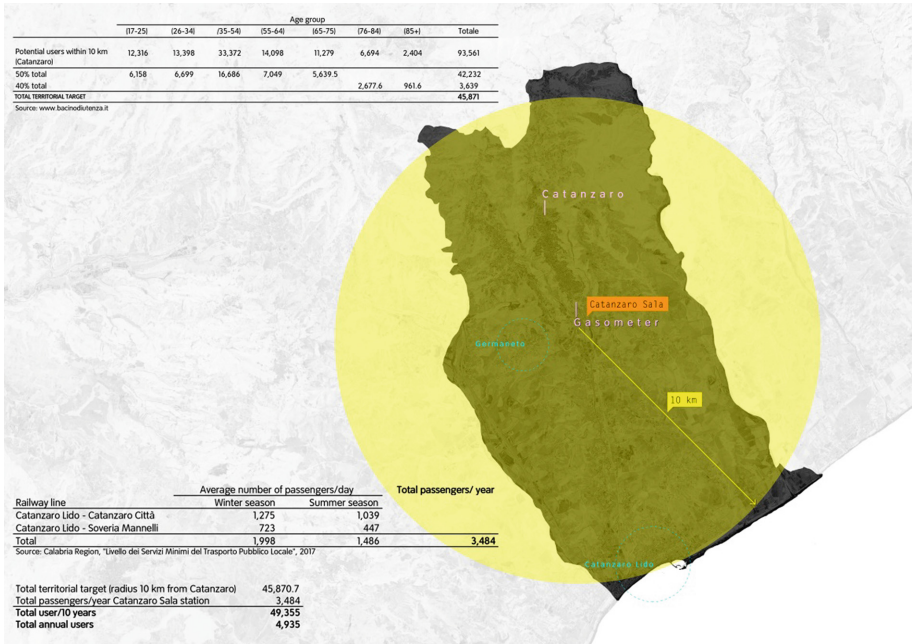 Age group
(17-25) (26-34) /35-54) (55-64) (65-75) (76-84) (85+) Totale
Potential users within 10 km (Catanzaro) 12,316 13,398 33,372 14,098 11,279 6,694 2,404 93,561
50% total 6,158 6,699 16,686 7,049 5,639.5 42,232
40% total 2,677.6 961.6 3,639
TOTAL TERRITORIAL TARGET 45,871
Source: www.bacinodiutenza.it
Catanzaro
Catanzaro Sala
Gasometer
Germaneto
10 km
Catanzaro Lido
Average number of passengers/day Total passengers/ year
Railway line Winter season Summer season
Catanzaro Lido - Catanzaro Città 1,275 1,039
Catanzaro Lido - Soveria Mannelli 723 447
Total 1,998 1,486 3,484
Source: Calabria Region, "Livello dei Servizi Minimi del Trasporto Pubblico Locale", 2017
Total territorial target (radius 10 km from Catanzaro) 45,870.7
Total passengers/year Catanzaro Sala station 3,484
Total user/10 years 49,355
Total annual users 4,935